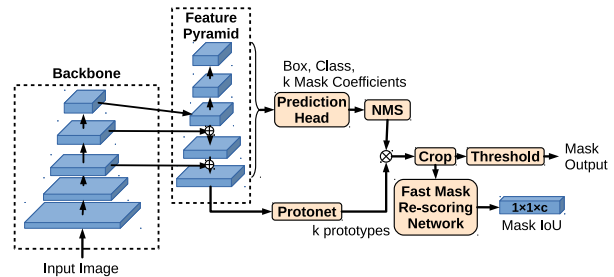 Feature
Pyramid
Backbone
Box, Class,
k Mask Coefficients
Prediction
Head
NMS
Crop
Threshold
Mask
Output
Fast Mask
Re-scoring
Network
1×1×c
Mask IoU
Protonet
k prototypes
Input Image